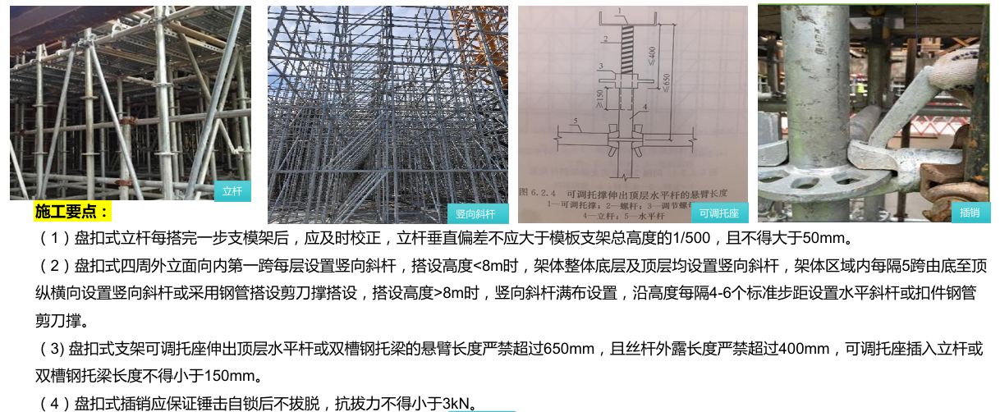 1
2
3
4
5
≤400
≤650
≥150
图 6.2.4 可调托撑伸出顶层水平杆的悬臂长度
1—可调托撑；2—螺杆；3—调节螺
4—立杆；5—水平杆
立杆
竖向斜杆
可调托座
插销
施工要点：
（1）盘扣式立杆每搭完一步支模架后，应及时校正，立杆垂直偏差不应大于模板支架总高度的1/500，且不得大于50mm。
（2）盘扣式四周外立面向内第一跨每层设置竖向斜杆，搭设高度<8m时，架体整体底层及顶层均设置竖向斜杆，架体区域内每隔5跨由底至顶
纵横向设置竖向斜杆或采用钢管搭设剪刀撑搭设，搭设高度>8m时，竖向斜杆满布设置，沿高度每隔4-6个标准步距设置水平斜杆或扣件钢管
剪刀撑。
（3) 盘扣式支架可调托座伸出顶层水平杆或双槽钢托梁的悬臂长度严禁超过650mm，且丝杆外露长度严禁超过400mm，可调托座插入立杆或
双槽钢托梁长度不得小于150mm。
（4）盘扣式插销应保证锤击自锁后不拔脱，抗拔力不得小于3kN。